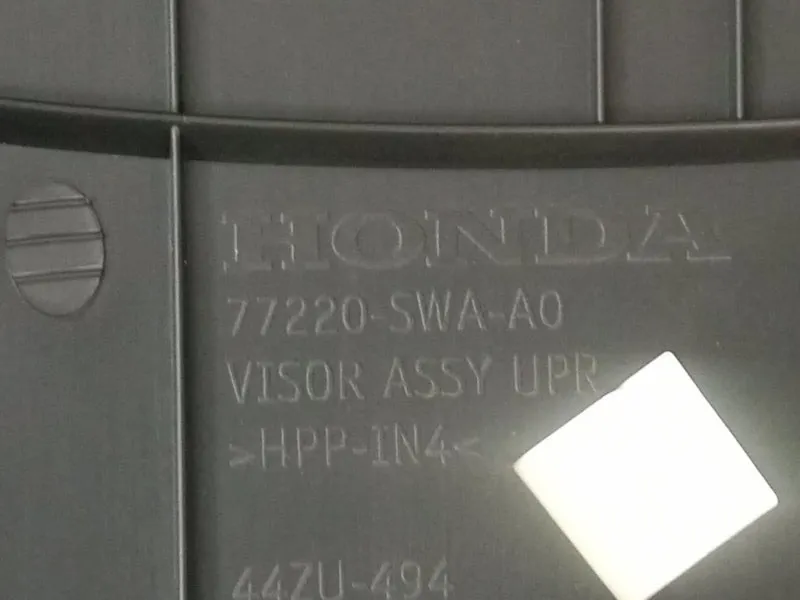 HONDA
77220-SWA-A0
VISOR ASSY UPR
>HPP-IN4<
44ZU-494